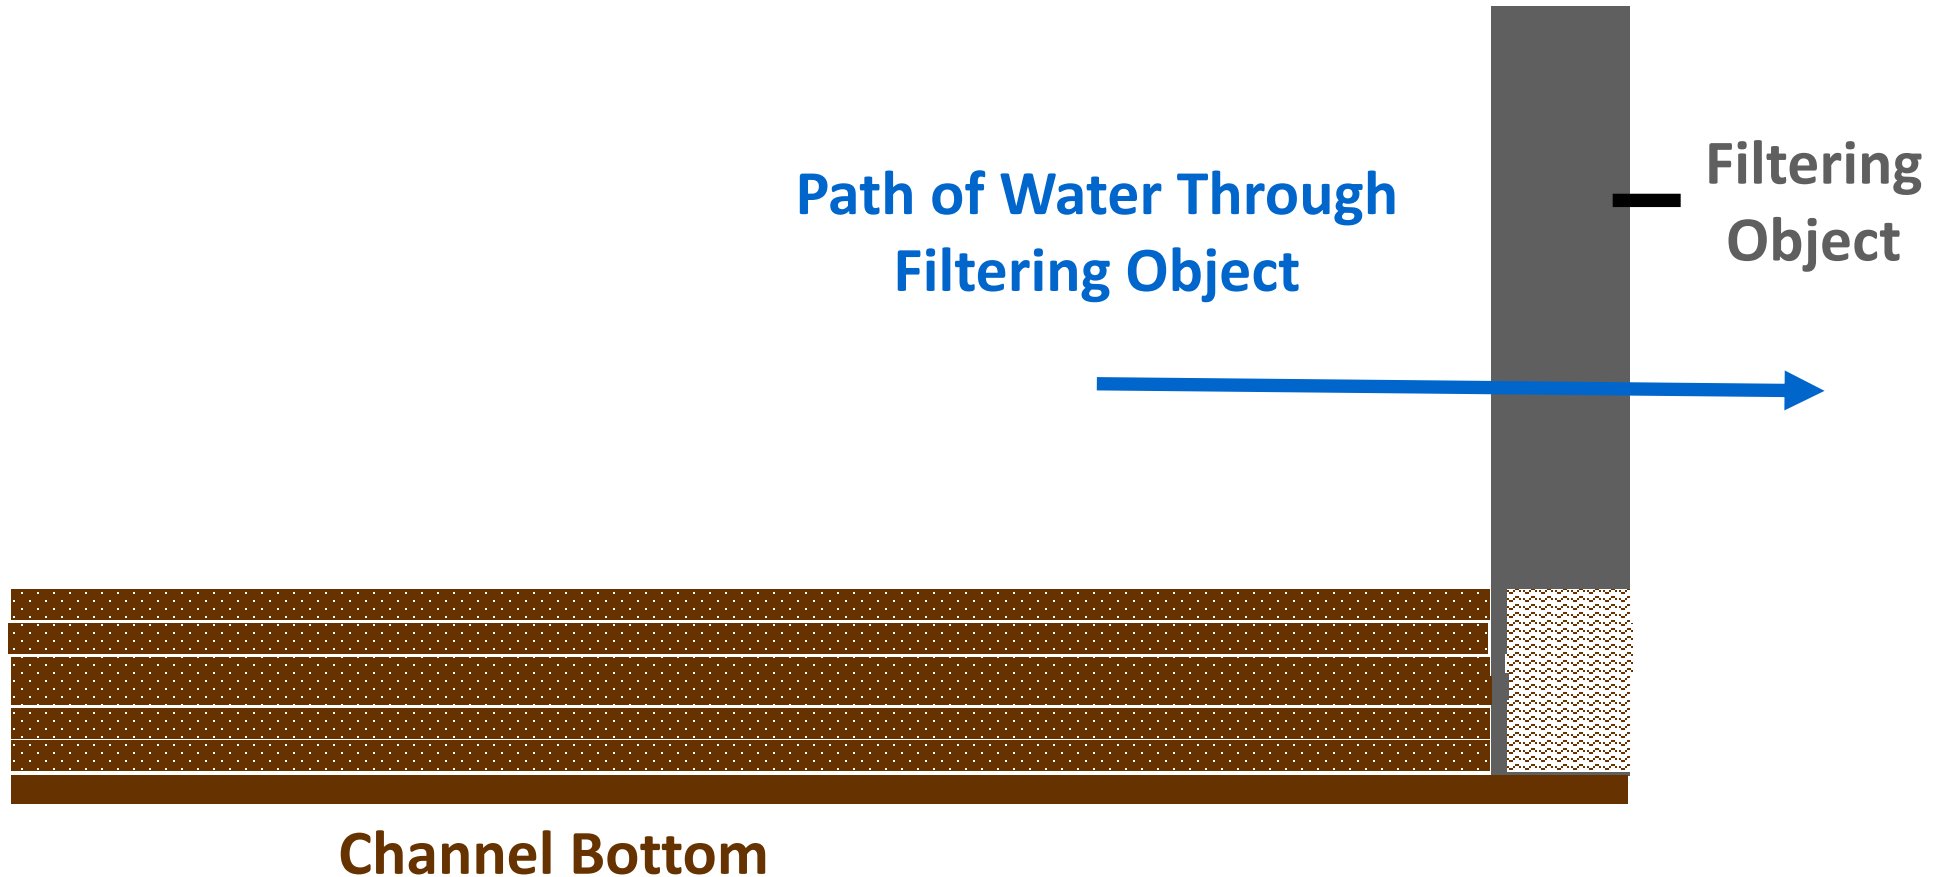 Path of Water Through
Filtering Object
Filtering
Object
Channel Bottom